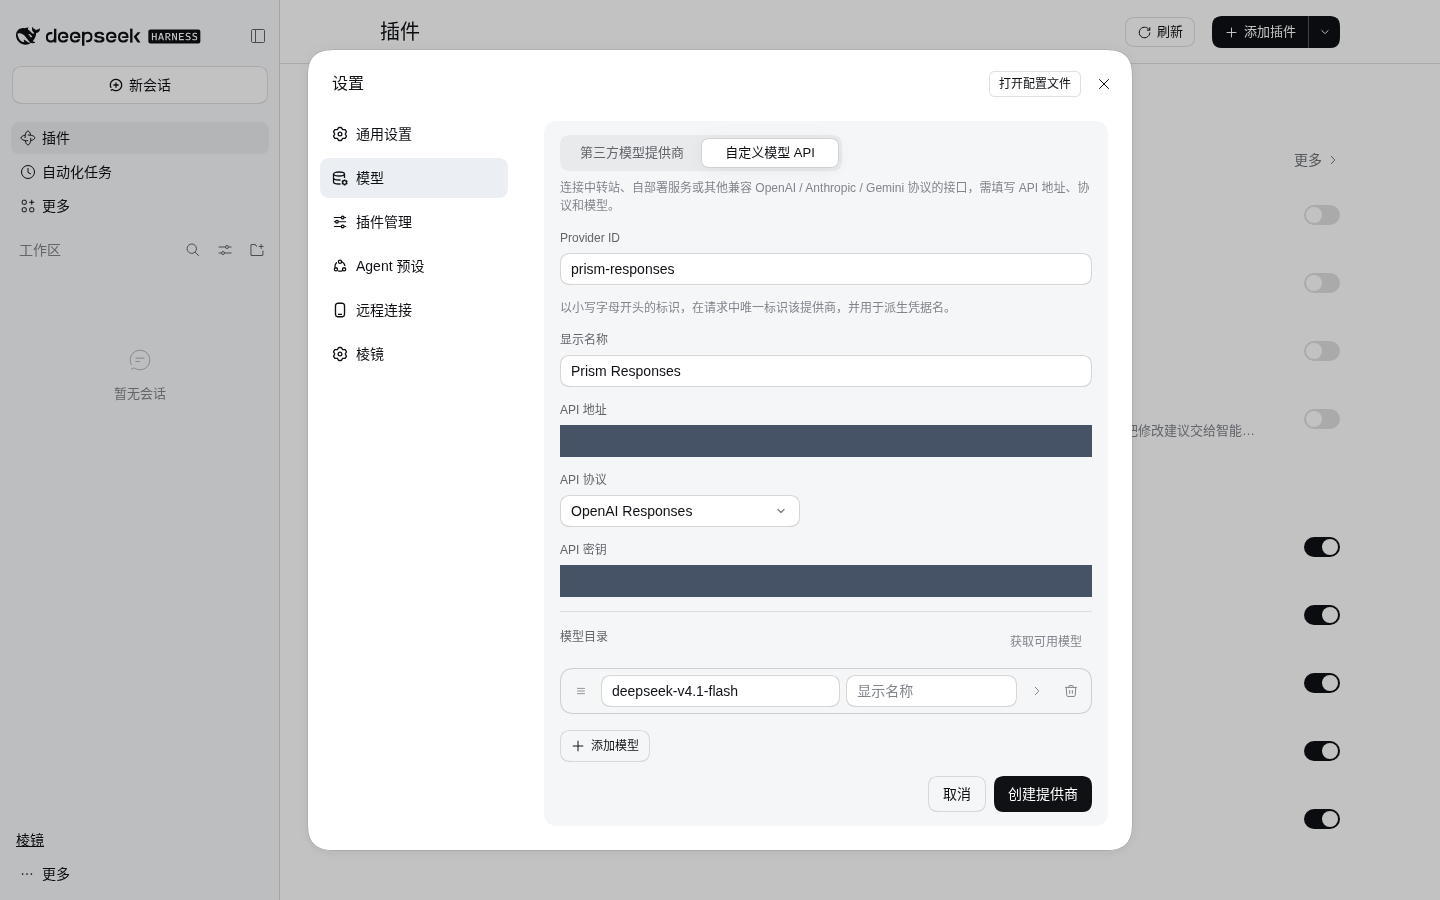 deepseek HARNESS
新会话
插件
自动化任务
更多
工作区
暂无会话
棱镜
更多
插件
刷新
添加插件
更多
把修改建议交给智能…
设置
打开配置文件
通用设置
模型
插件管理
Agent 预设
远程连接
棱镜
第三方模型提供商
自定义模型 API
连接中转站、自部署服务或其他兼容 OpenAI / Anthropic / Gemini 协议的接口，需填写 API 地址、协
议和模型。
Provider ID
prism-responses
以小写字母开头的标识，在请求中唯一标识该提供商，并用于派生凭据名。
显示名称
Prism Responses
API 地址
API 协议
OpenAI Responses
API 密钥
模型目录
获取可用模型
deepseek-v4.1-flash
显示名称
添加模型
取消
创建提供商